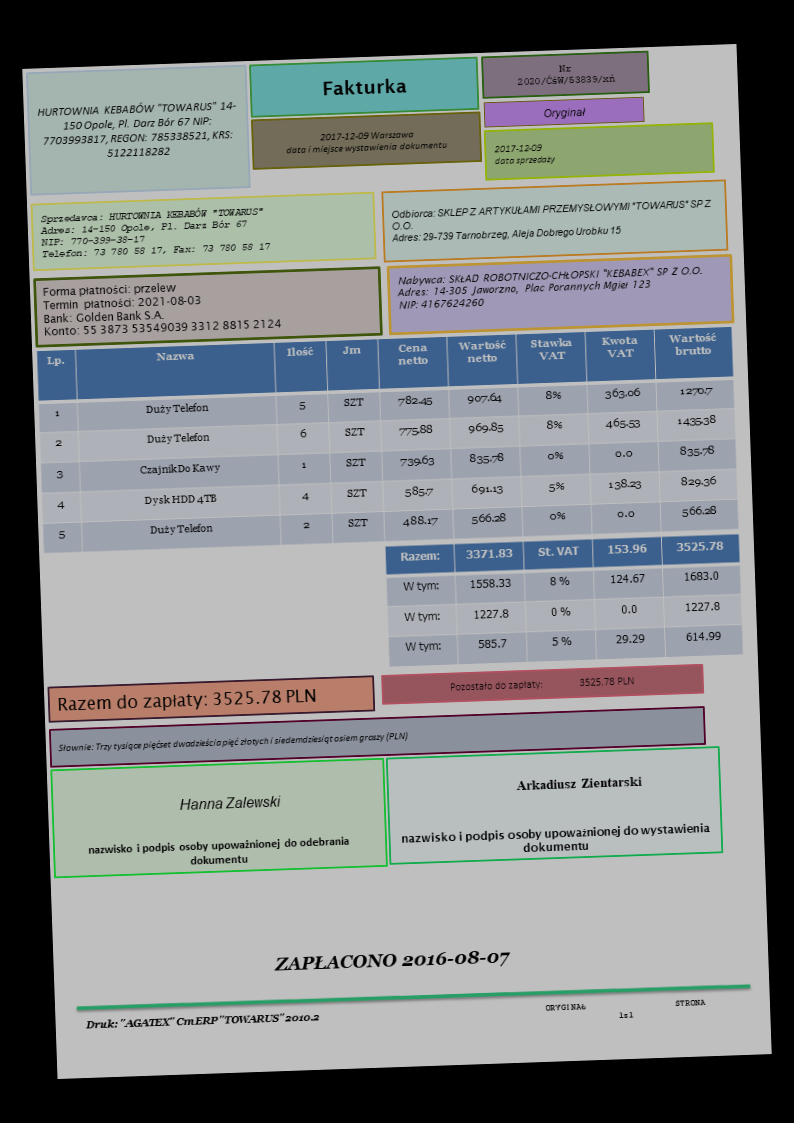 HURTOWNIA KEBABÓW "TOWARUS" 14-
150 Opole, Pl. Darz Bór 67 NIP:
7703993817, REGON: 785338521, KRS:
5122118282
Fakturka
2017-12-09 Warszawa
data i miejsce wystawienia dokumentu
Nr
2020/ĆśW/53839/xń
Oryginał
2017-12-09
data sprzedaży
Sprzedawca: HURTOWNIA KEBABÓW "TOWARUS"
Adres: 14-150 Opole, Pl. Darz Bór 67
NIP: 770-399-38-17
Telefon: 73 780 58 17, Fax: 73 780 58 17
Odbiorca: SKLEP Z ARTYKUŁAMI PRZEMYSŁOWYMI "TOWARUS" SP Z
O.O.
Adres: 29-739 Tarnobrzeg, Aleja Dobrego Urobku 15
Forma płatności: przelew
Termin płatności: 2021-08-03
Bank: Golden Bank S.A.
Konto: 55 3873 53549039 3312 8815 2124
Nabywca: SKŁAD ROBOTNICZO-CHŁOPSKI "KEBABEX" SP Z O.O.
Adres: 14-305 Jaworzno, Plac Porannych Mgieł 123
NIP: 4167624260
Lp. Nazwa Ilość Jm Cena netto Wartość netto Stawka VAT Kwota VAT Wartość brutto
1 Duży Telefon 5 SZT 782.45 907.64 8% 363.06 1270.7
2 Duży Telefon 6 SZT 775.88 969.85 8% 465.53 1435.38
3 Czajnik Do Kawy 1 SZT 739.63 835.78 0% 0.0 835.78
4 Dysk HDD 4TB 4 SZT 585.7 691.13 5% 138.23 829.36
5 Duży Telefon 2 SZT 488.17 566.28 0% 0.0 566.28
Razem: 3371.83 St. VAT 153.96 3525.78
W tym: 1558.33 8 % 124.67 1683.0
W tym: 1227.8 0 % 0.0 1227.8
W tym: 585.7 5 % 29.29 614.99
Razem do zapłaty: 3525.78 PLN
Pozostało do zapłaty: 3525.78 PLN
Słownie: Trzy tysiące pięćset dwadzieścia pięć złotych i siedemdziesiąt osiem groszy (PLN)
Hanna Zalewski
nazwisko i podpis osoby upoważnionej do odebrania
dokumentu
Arkadiusz Zientarski
nazwisko i podpis osoby upoważnionej do wystawienia
dokumentu
ZAPŁACONO 2016-08-07
Druk: "AGATEX" CmERP "TOWARUS" 2010.2
ORYGINAŁ
1z1
STRONA